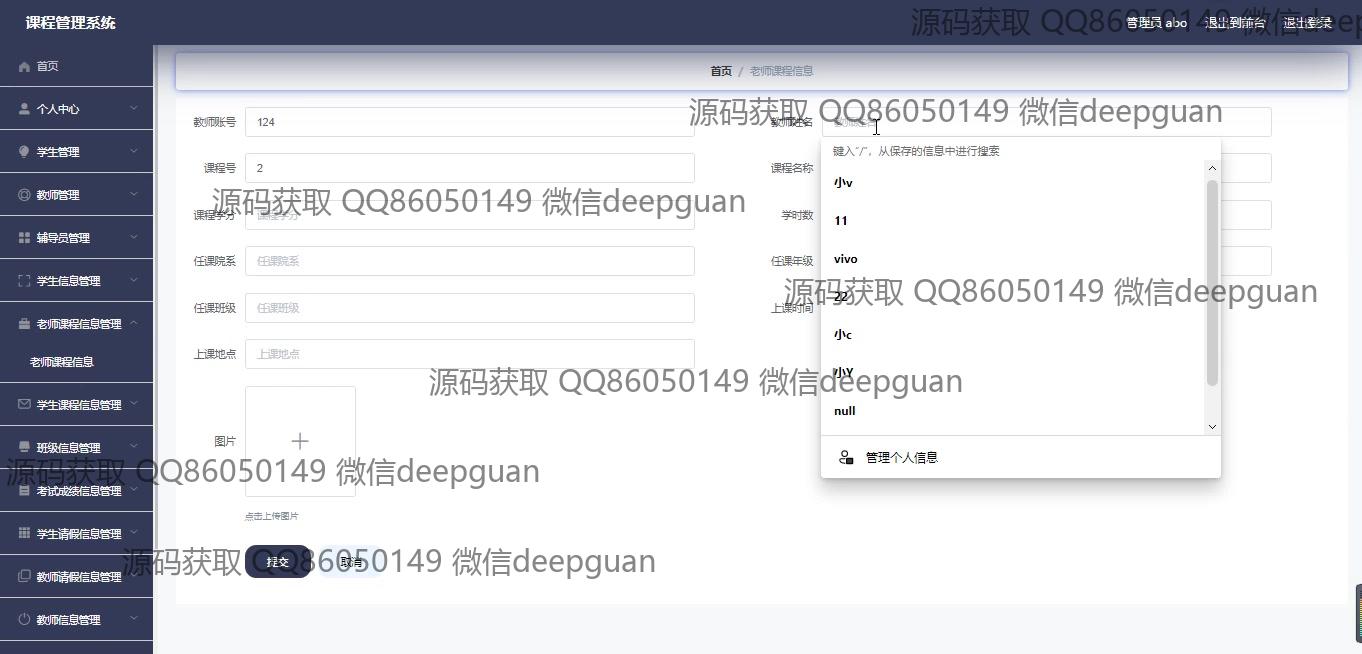 课程管理系统
管理员 abo 退出到前台 退出登录
源码获取 QQ86050149 微信deepguan
首页
个人中心
学生管理
教师管理
辅导员管理
学生信息管理
老师课程信息管理
老师课程信息
学生课程信息管理
班级信息管理
考试成绩信息管理
学生请假信息管理
教师请假信息管理
教师信息管理
首页 / 老师课程信息
源码获取 QQ86050149 微信deepguan
教师账号 124
教师姓名 教师姓名
课程号 2
课程名称
源码获取 QQ86050149 微信deepguan
课程学分 课程学分
学时数
任课院系 任课院系
任课年级
源码获取 QQ86050149 微信deepguan
任课班级 任课班级
上课时间
上课地点 上课地点
源码获取 QQ86050149 微信deepguan
键入"/"，从保存的信息中进行搜索
小v
11
vivo
22
小c
小Y
null
管理个人信息
图片
源码获取 QQ86050149 微信deepguan
点击上传图片
提交 取消
源码获取 QQ86050149 微信deepguan